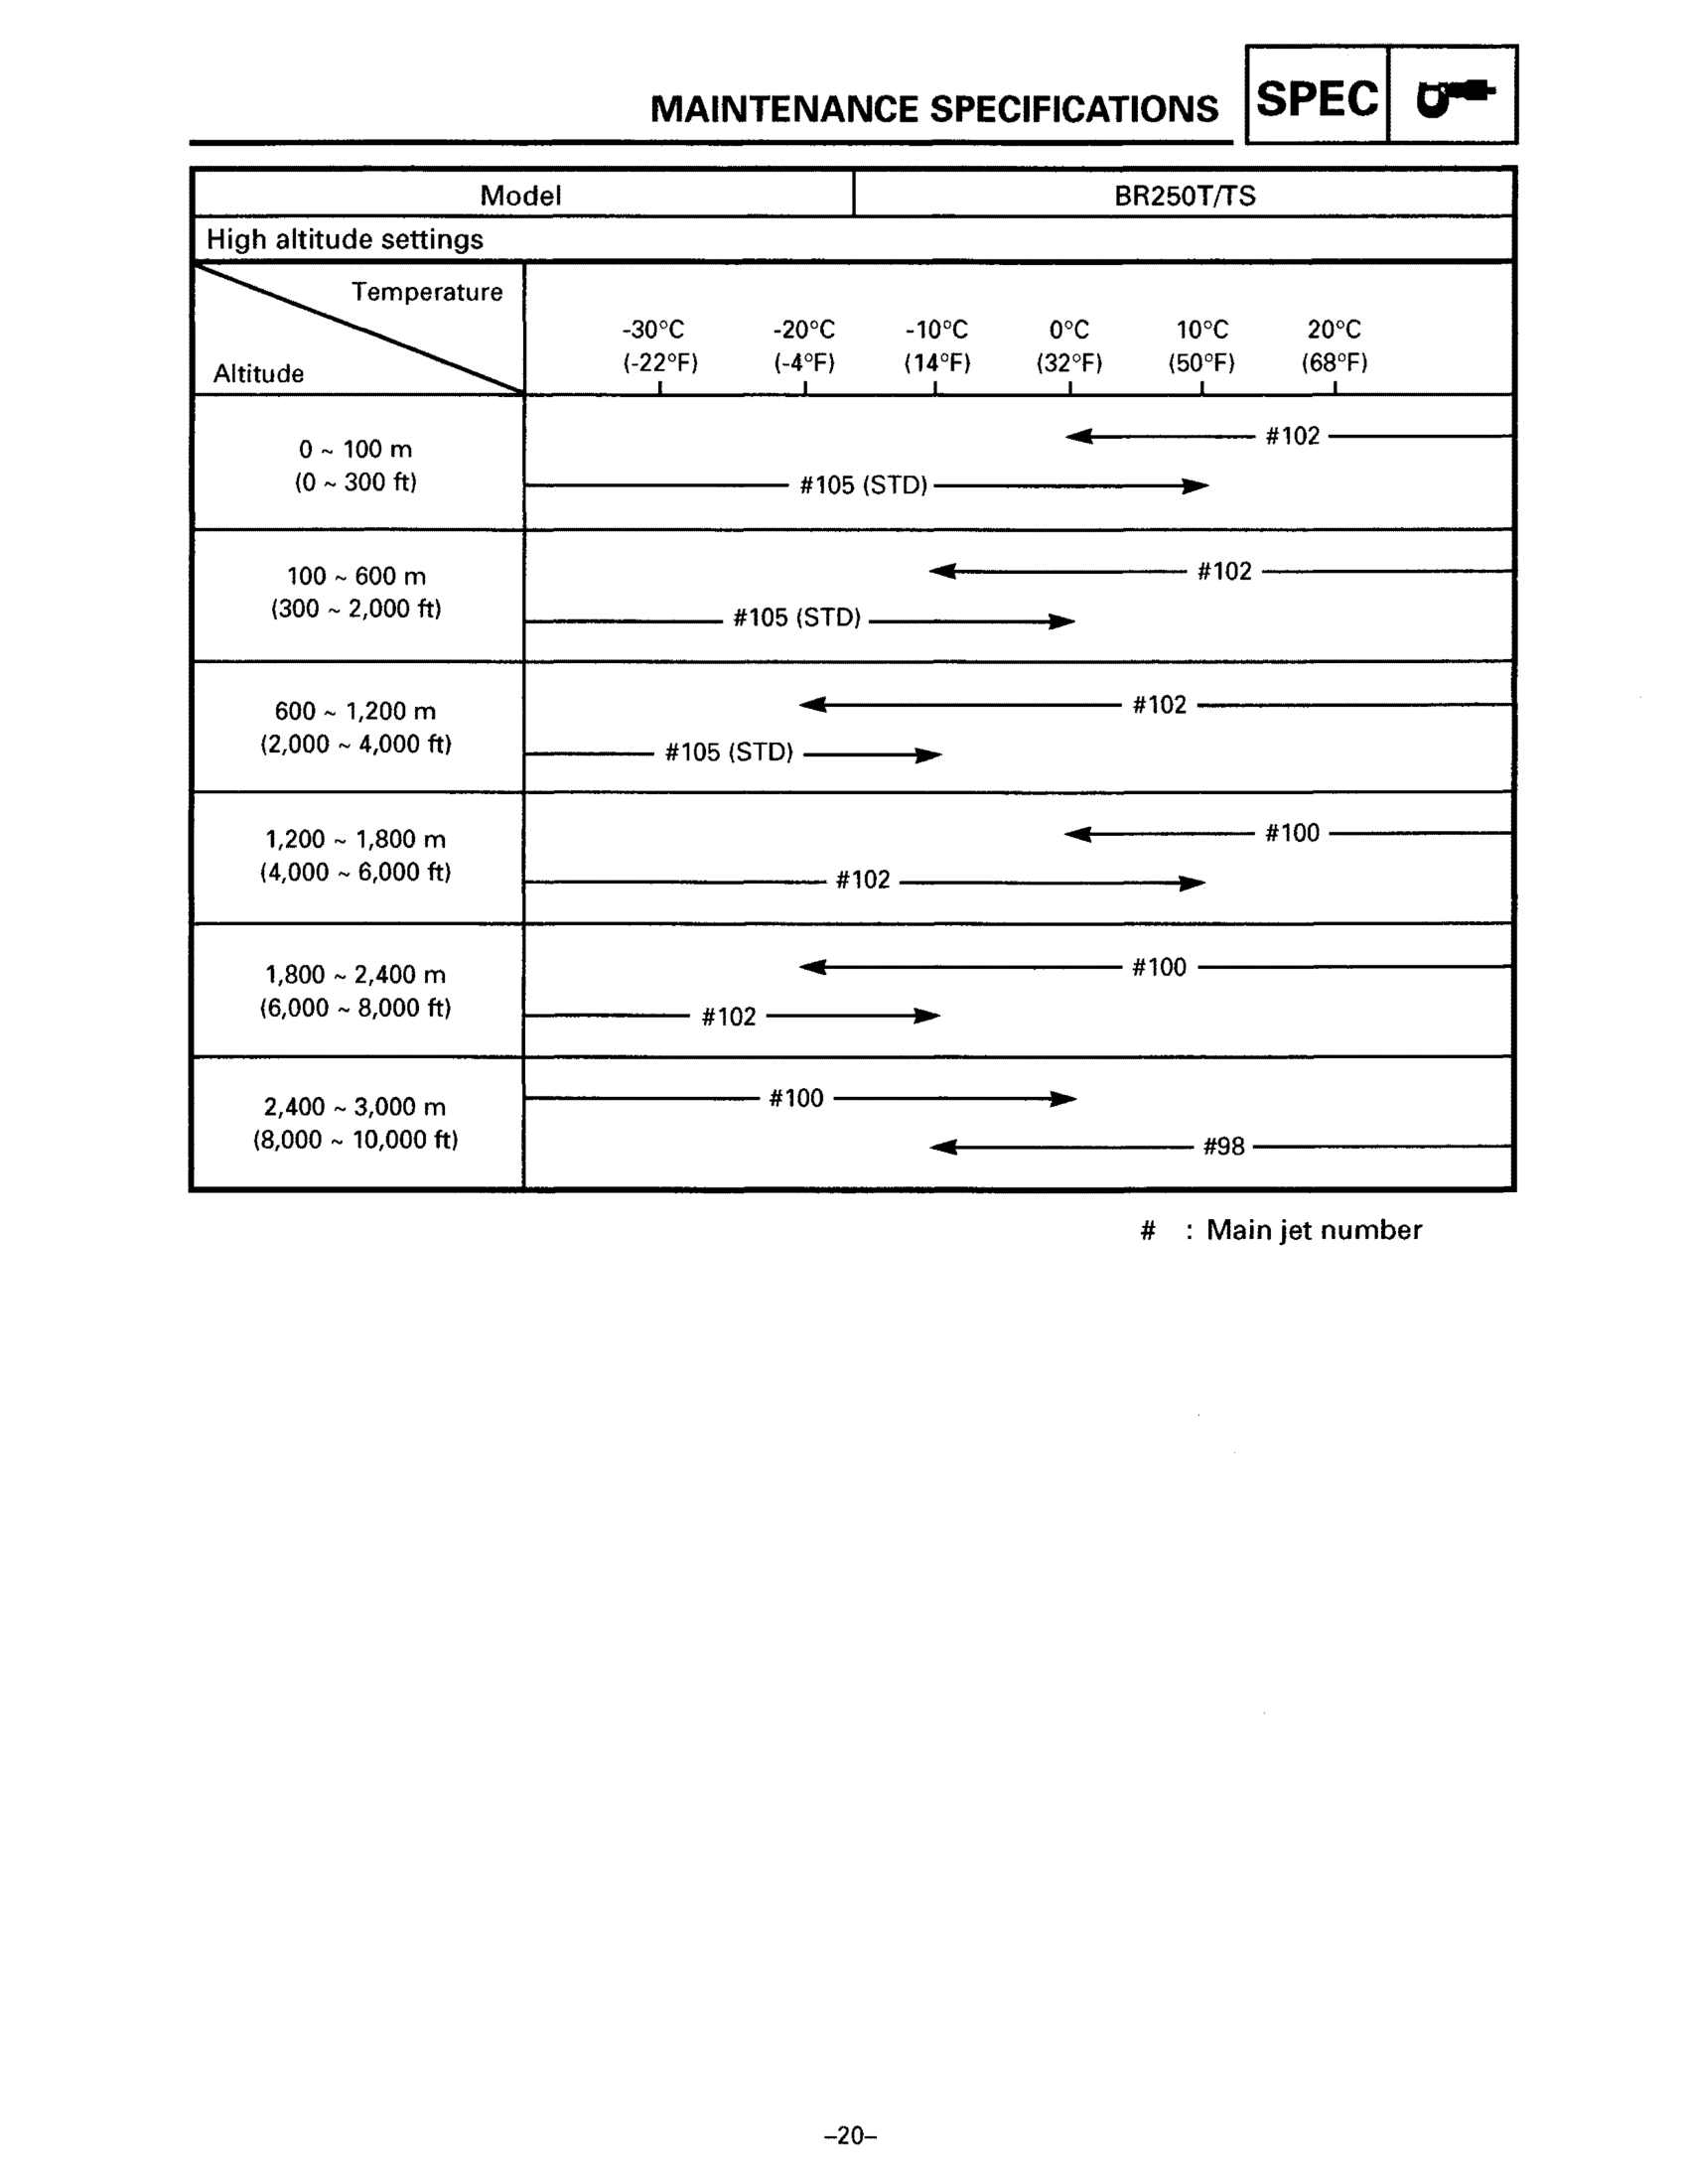 MAINTENANCE SPECIFICATIONS SPEC
Model BR250T/TS
High altitude settings
Temperature
Altitude
-30°C -20°C -10°C 0°C 10°C 20°C
(-22°F) (-4°F) (14°F) (32°F) (50°F) (68°F)
0 ~ 100 m
(0 ~ 300 ft)
#102
#105 (STD)
100 ~ 600 m
(300 ~ 2,000 ft)
#102
#105 (STD)
600 ~ 1,200 m
(2,000 ~ 4,000 ft)
#102
#105 (STD)
1,200 ~ 1,800 m
(4,000 ~ 6,000 ft)
#100
#102
1,800 ~ 2,400 m
(6,000 ~ 8,000 ft)
#100
#102
2,400 ~ 3,000 m
(8,000 ~ 10,000 ft)
#100
#98
# : Main jet number
–20–